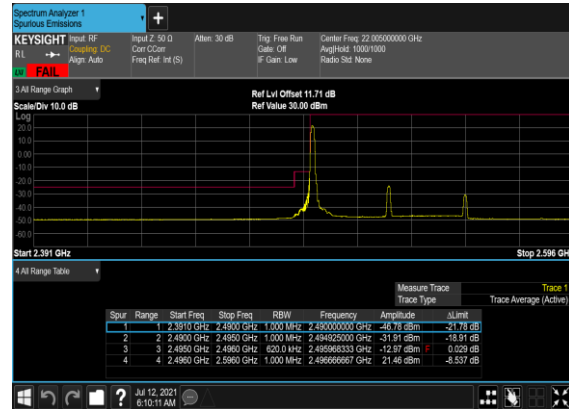 Spectrum Analyzer 1
Spurious Emissions
KEYSIGHT Input: RF Input Z: 50 Ω Atten: 30 dB Trig: Free Run Center Freq: 22.005000000 GHz
RL Coupling: DC Corr CCorr Gate: Off Avg|Hold: 1000/1000
Align: Auto Freq Ref: Int (S) IF Gain: Low Radio Std: None
FAIL
3 All Range Graph
Ref Lvl Offset 11.71 dB
Scale/Div 10.0 dB Ref Value 30.00 dBm
Log
20.0
10.0
0.00
-10.0
-20.0
-30.0
-40.0
-50.0
-60.0
Start 2.391 GHz Stop 2.596 GH
4 All Range Table
Measure Trace Trace 1
Trace Type Trace Average (Active)
Spur Range Start Freq Stop Freq RBW Frequency Amplitude ΔLimit
1 1 2.3910 GHz 2.4900 GHz 1.000 MHz 2.490000000 GHz -46.78 dBm -21.78 dB
2 2 2.4900 GHz 2.4950 GHz 1.000 MHz 2.494925000 GHz -31.91 dBm -18.91 dB
3 3 2.4950 GHz 2.4960 GHz 620.0 kHz 2.495968333 GHz -12.97 dBm F 0.029 dB
4 4 2.4960 GHz 2.5960 GHz 1.000 MHz 2.496666667 GHz 21.46 dBm -8.537 dB
? Jul 12, 2021
6:10:11 AM